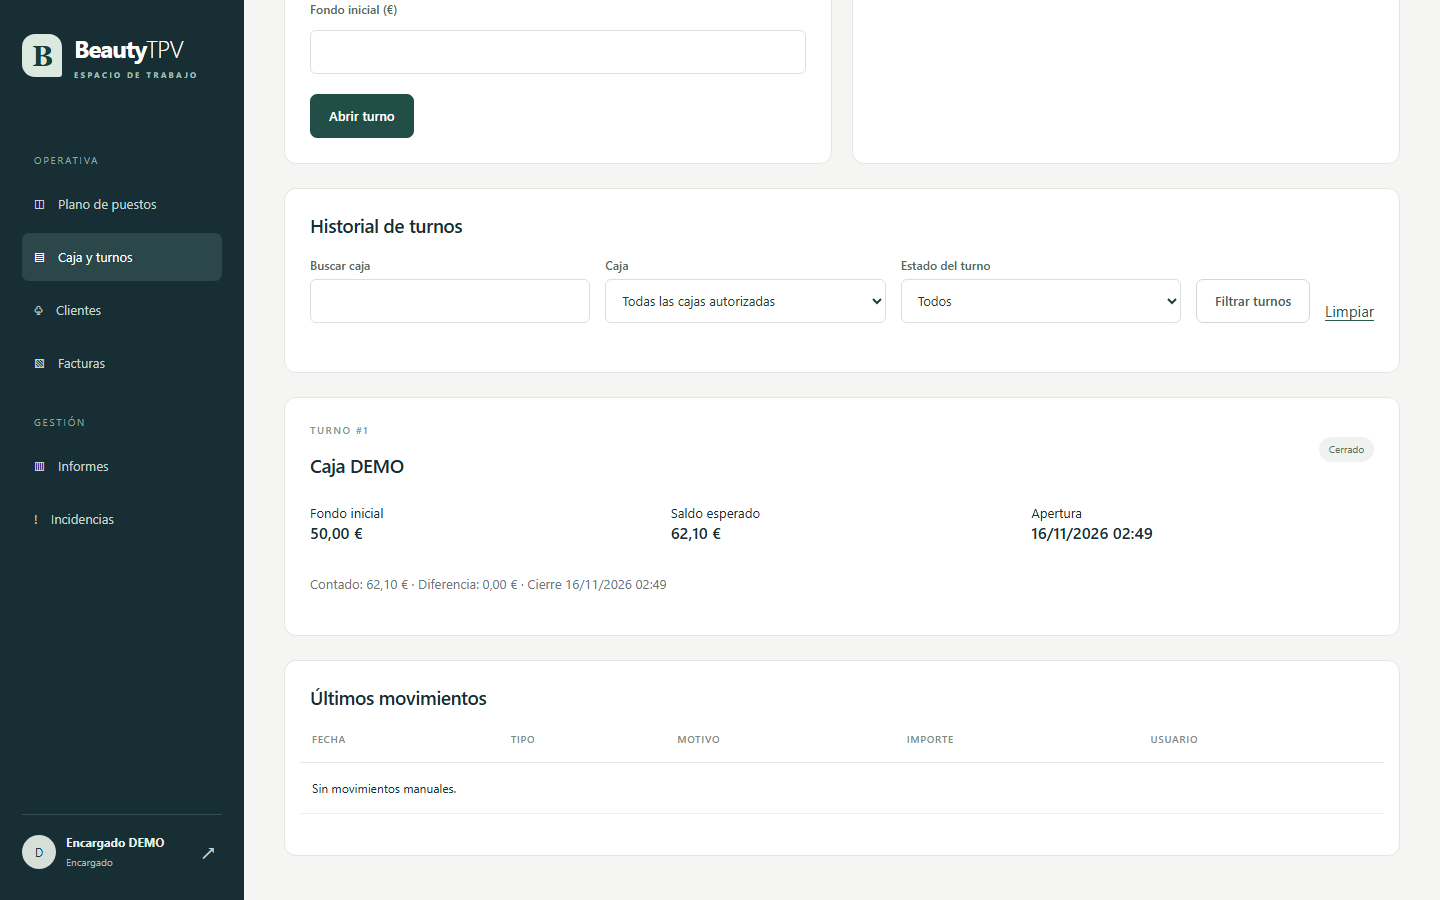 B
BeautyTPV
ESPACIO DE TRABAJO
OPERATIVA
Plano de puestos
Caja y turnos
Clientes
Facturas
GESTIÓN
Informes
! Incidencias
D
Encargado DEMO
Encargado
Fondo inicial (€)
Abrir turno
Historial de turnos
Buscar caja
Caja
Estado del turno
Todas las cajas autorizadas
Todos
Filtrar turnos
Limpiar
TURNO #1
Cerrado
Caja DEMO
Fondo inicial
50,00 €
Saldo esperado
62,10 €
Apertura
16/11/2026 02:49
Contado: 62,10 € · Diferencia: 0,00 € · Cierre 16/11/2026 02:49
Últimos movimientos
FECHA TIPO MOTIVO IMPORTE USUARIO
Sin movimientos manuales.